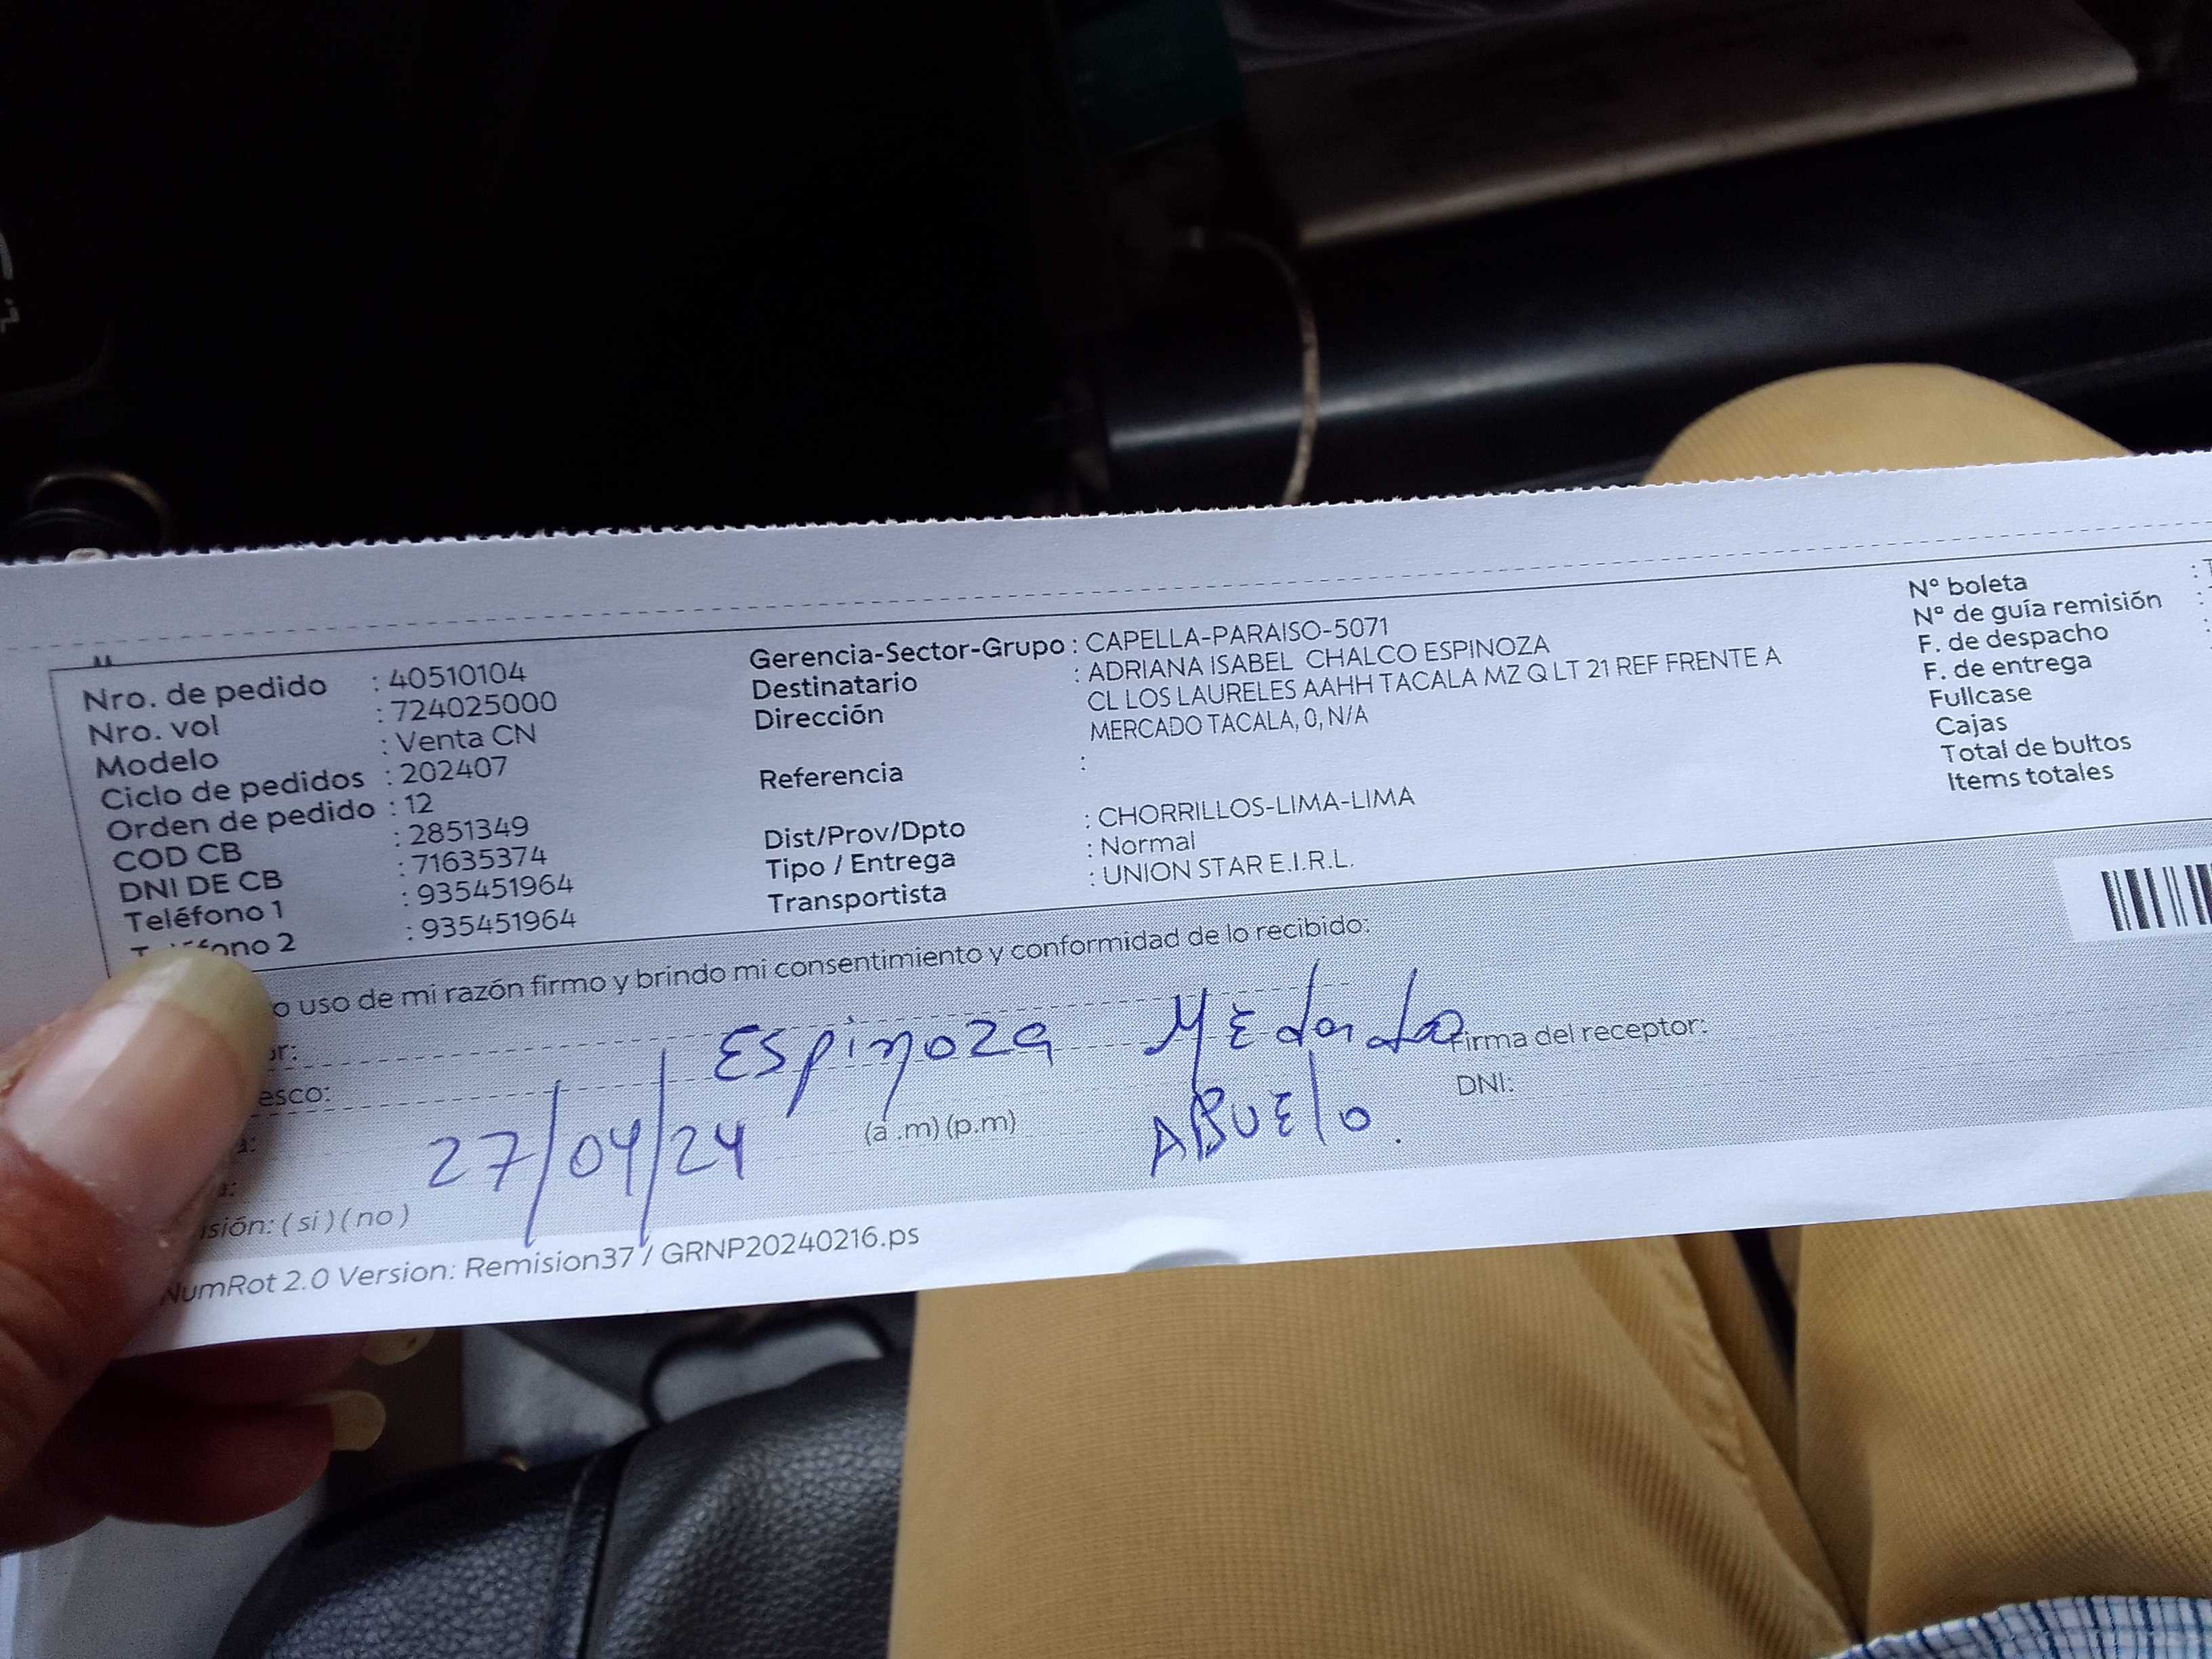 Nro. de pedido : 40510104
Nro. vol : 724025000
Modelo : Venta CN
Ciclo de pedidos : 202407
Orden de pedido : 12
COD CB : 2851349
DNI DE CB : 71635374
Teléfono 1 : 935451964
Teléfono 2 : 935451964
Gerencia-Sector-Grupo : CAPELLA-PARAISO-5071
Destinatario : ADRIANA ISABEL CHALCO ESPINOZA
Dirección CL LOS LAURELES AAHH TACALA MZ Q LT 21 REF FRENTE A
MERCADO TACALA, 0, N/A
Referencia :
Dist/Prov/Dpto : CHORRILLOS-LIMA-LIMA
Tipo / Entrega : Normal
Transportista : UNION STAR E.I.R.L.
N° boleta :
N° de guía remisión :
F. de despacho :
F. de entrega
Fullcase
Cajas
Total de bultos
Items totales
o uso de mi razón firmo y brindo mi consentimiento y conformidad de lo recibido:
or: Espinoza
Firma del receptor:
esco:
DNI:
a: 27/04/24 (a .m) (p.m) ABUElo.
a:
sión: ( si ) ( no )
NumRot 2.0 Version: Remision37 / GRNP20240216.ps